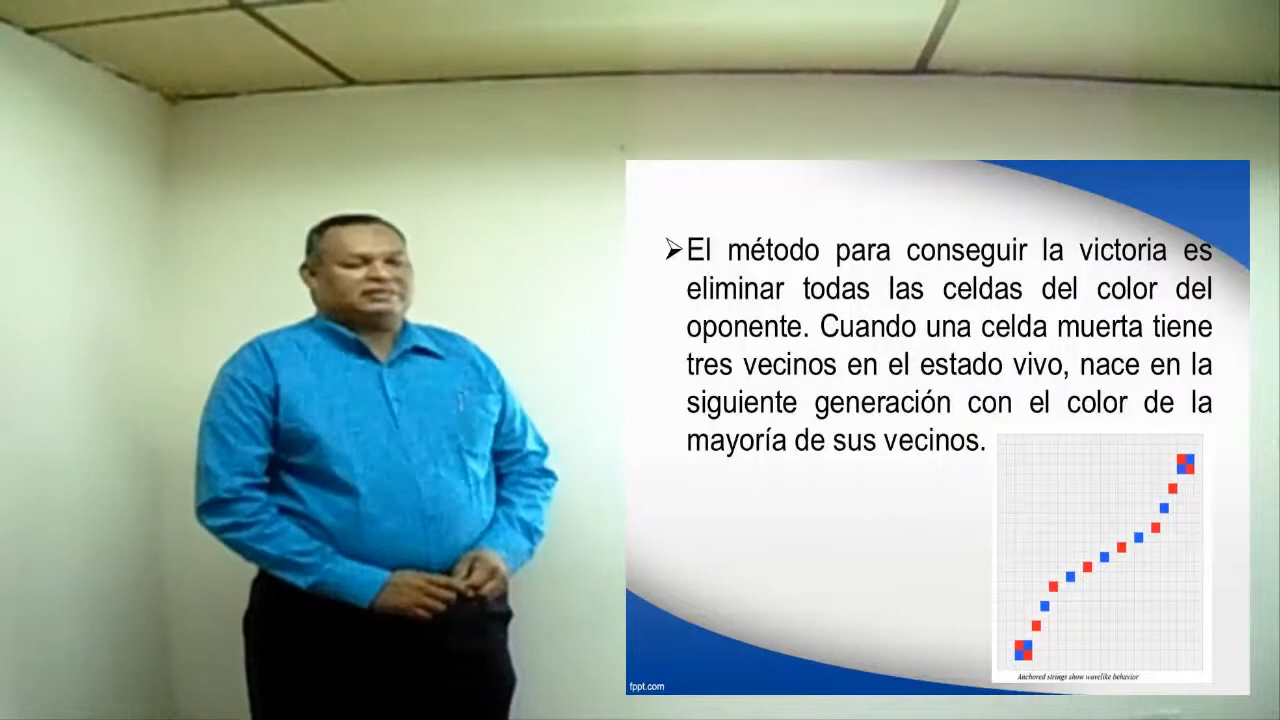 ➢El método para conseguir la victoria es
eliminar todas las celdas del color del
oponente. Cuando una celda muerta tiene
tres vecinos en el estado vivo, nace en la
siguiente generación con el color de la
mayoría de sus vecinos.
Anchored strings show wavelike behavior
fppt.com